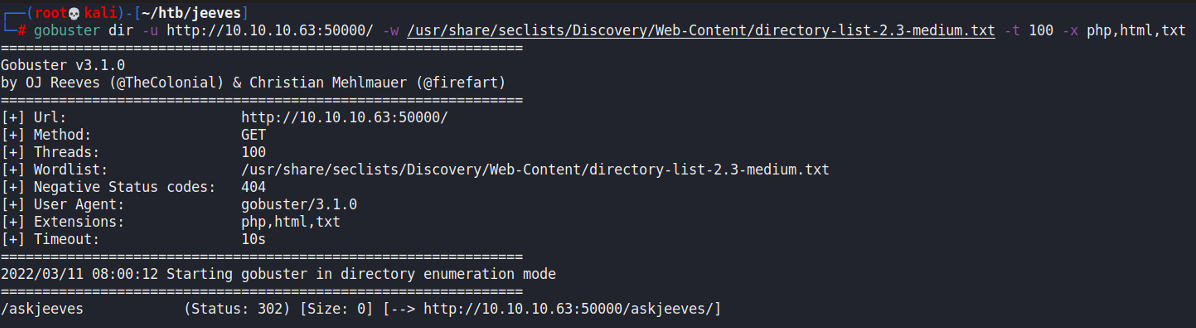 ┌──(root💀kali)-[~/htb/jeeves]
└─# gobuster dir -u http://10.10.10.63:50000/ -w /usr/share/seclists/Discovery/Web-Content/directory-list-2.3-medium.txt -t 100 -x php,html,txt
===============================================================
Gobuster v3.1.0
by OJ Reeves (@TheColonial) & Christian Mehlmauer (@firefart)
===============================================================
[+] Url:                     http://10.10.10.63:50000/
[+] Method:                  GET
[+] Threads:                 100
[+] Wordlist:                /usr/share/seclists/Discovery/Web-Content/directory-list-2.3-medium.txt
[+] Negative Status codes:   404
[+] User Agent:              gobuster/3.1.0
[+] Extensions:              php,html,txt
[+] Timeout:                 10s
===============================================================
2022/03/11 08:00:12 Starting gobuster in directory enumeration mode
===============================================================
/askjeeves            (Status: 302) [Size: 0] [--> http://10.10.10.63:50000/askjeeves/]